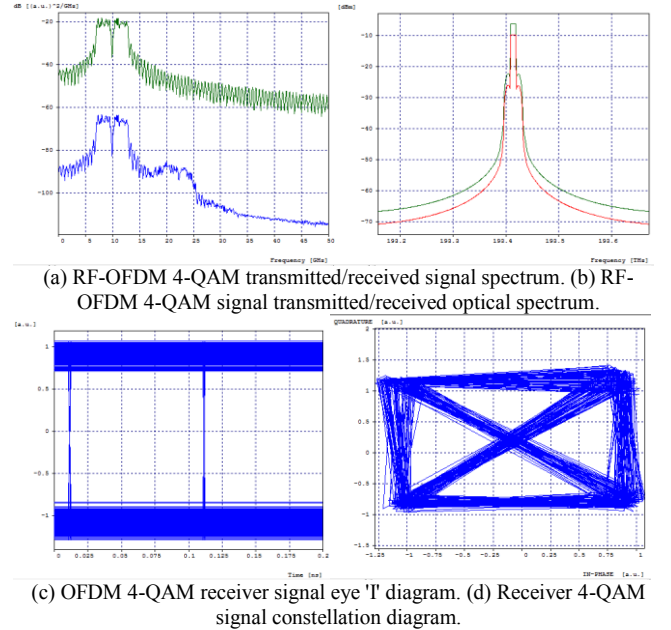 dB [(a.u.)^2/GHz]
-20
-40
-60
-80
-100
0 5 10 15 20 25 30 35 40 45 50
Frequency [GHz]
[dBm]
-10
-20
-30
-40
-50
-60
-70
193.2 193.3 193.4 193.5 193.6
Frequency [THz]
(a) RF-OFDM 4-QAM transmitted/received signal spectrum. (b) RF-
OFDM 4-QAM signal transmitted/received optical spectrum.
[a.u.]
1
0.5
0
-0.5
-1
0 0.025 0.05 0.075 0.1 0.125 0.15 0.175 0.2
Time [ns]
QUADRATURE [a.u.]
2
1.5
1
0.5
0
-0.5
-1
-1.5
-1.25 -1 -0.75 -0.5 -0.25 0 0.25 0.5 0.75 1
IN-PHASE [a.u.]
(c) OFDM 4-QAM receiver signal eye 'I' diagram. (d) Receiver 4-QAM
signal constellation diagram.